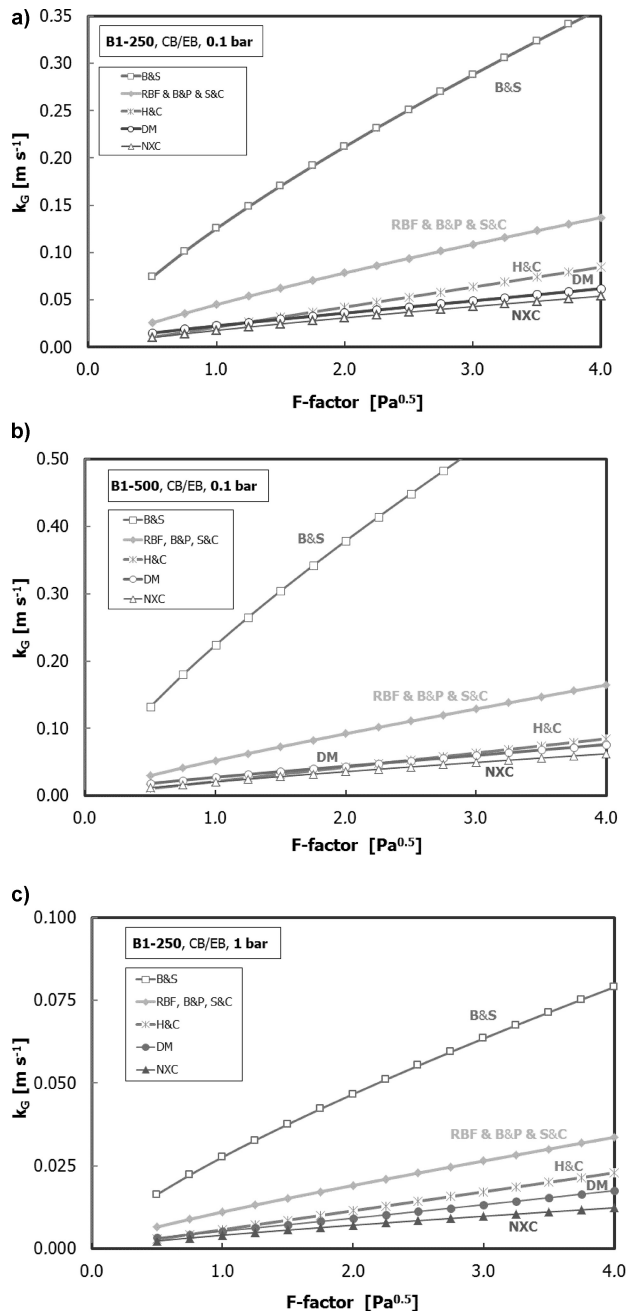 a)
0.35
0.30
0.25
0.20
0.15
0.10
0.05
0.00
k_G [m s⁻¹]
B1-250, CB/EB, 0.1 bar
B&S
RBF & B&P & S&C
H&C
DM
NXC
B&S
RBF & B&P & S&C
H&C
DM
NXC
0.0 1.0 2.0 3.0 4.0
F-factor [Pa⁰·⁵]
b)
0.50
0.40
0.30
0.20
0.10
0.00
k_G [m s⁻¹]
B1-500, CB/EB, 0.1 bar
B&S
RBF, B&P, S&C
H&C
DM
NXC
B&S
RBF & B&P & S&C
H&C
DM
NXC
0.0 1.0 2.0 3.0 4.0
F-factor [Pa⁰·⁵]
c)
0.100
0.075
0.050
0.025
0.000
k_G [m s⁻¹]
B1-250, CB/EB, 1 bar
B&S
RBF, B&P, S&C
H&C
DM
NXC
B&S
RBF & B&P & S&C
H&C
DM
NXC
0.0 1.0 2.0 3.0 4.0
F-factor [Pa⁰·⁵]